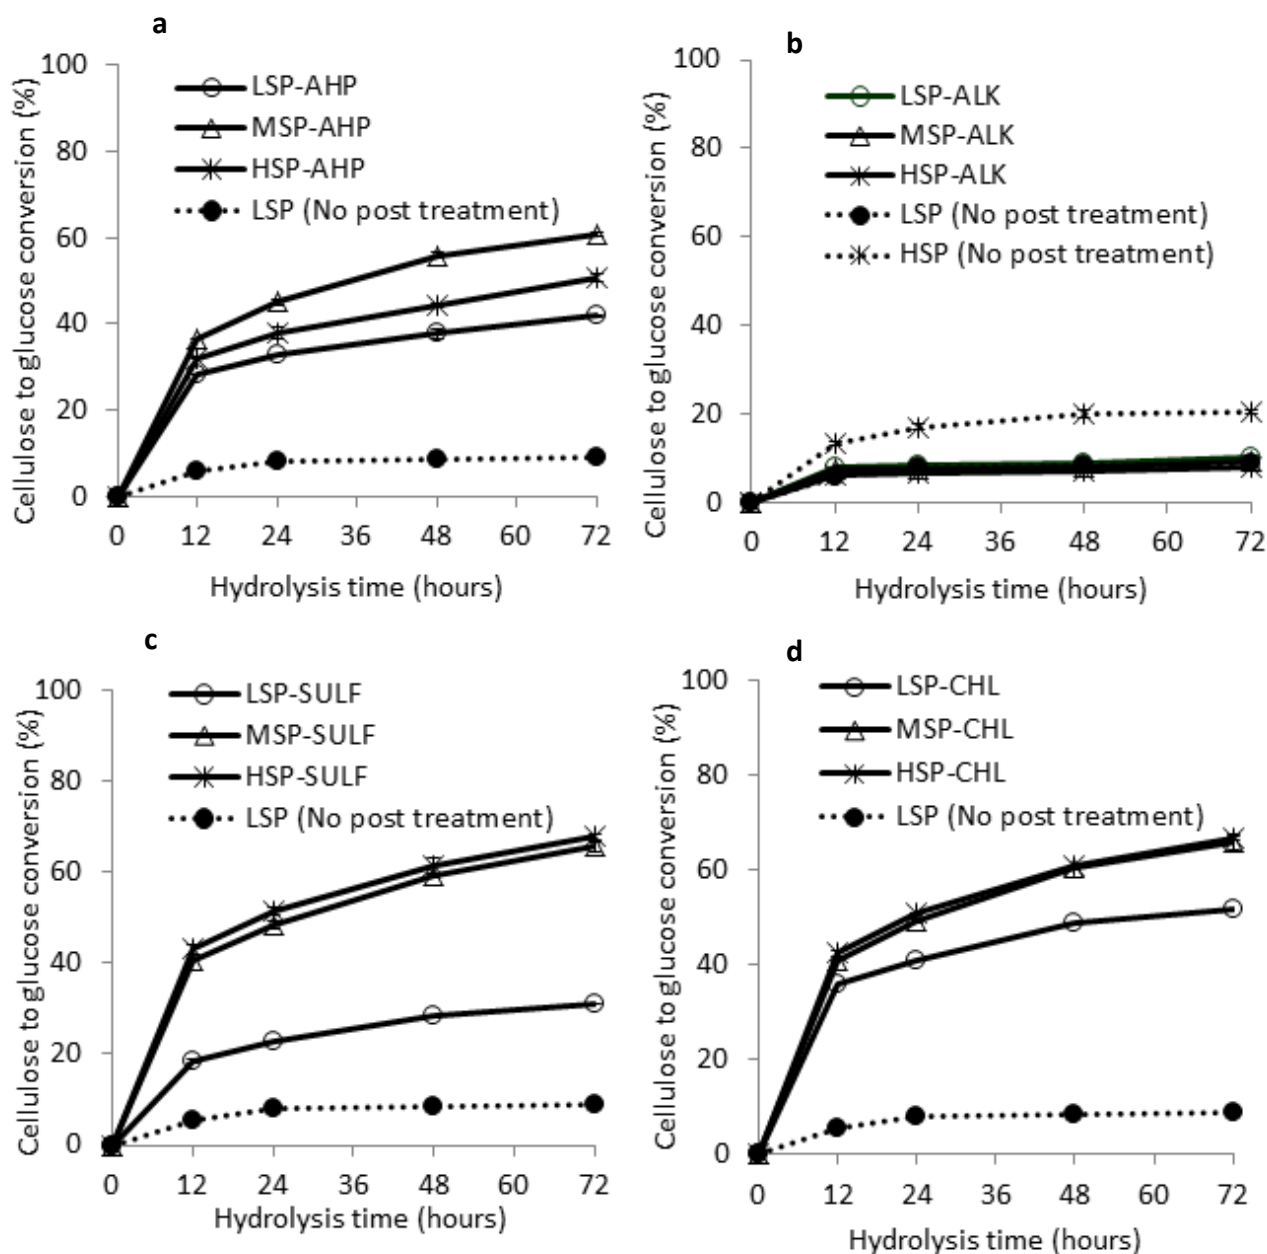 a
Cellulose to glucose conversion (%)
100
80
60
40
20
0
LSP-AHP
MSP-AHP
HSP-AHP
LSP (No post treatment)
0 12 24 36 48 60 72
Hydrolysis time (hours)
b
Cellulose to glucose conversion (%)
100
80
60
40
20
0
LSP-ALK
MSP-ALK
HSP-ALK
LSP (No post treatment)
HSP (No post treatment)
0 12 24 36 48 60 72
Hydrolysis time (hours)
c
Cellulose to glucose conversion (%)
100
80
60
40
20
0
LSP-SULF
MSP-SULF
HSP-SULF
LSP (No post treatment)
0 12 24 36 48 60 72
Hydrolysis time (hours)
d
Cellulose to glucose conversion (%)
100
80
60
40
20
0
LSP-CHL
MSP-CHL
HSP-CHL
LSP (No post treatment)
0 12 24 36 48 60 72
Hydrolysis time (hours)